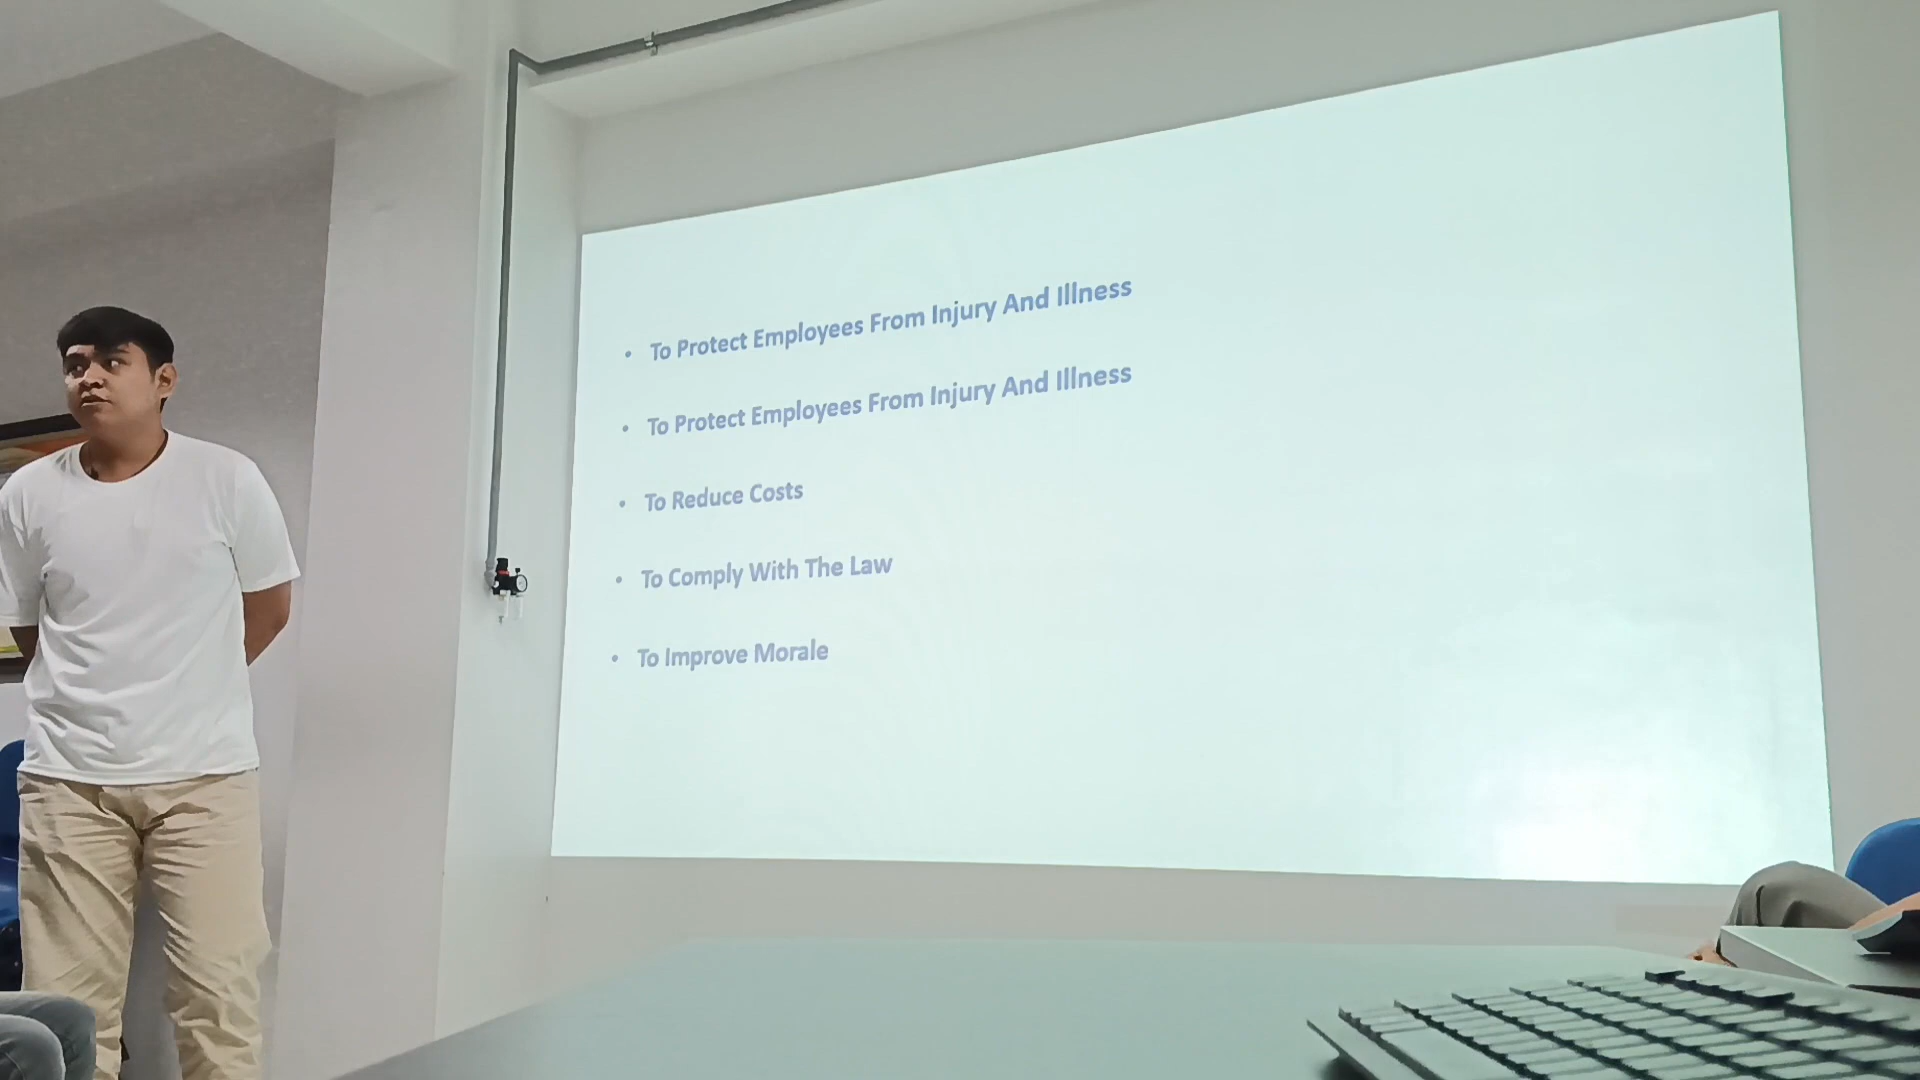 • To Protect Employees From Injury And Illness
• To Protect Employees From Injury And Illness
• To Reduce Costs
• To Comply With The Law
• To Improve Morale